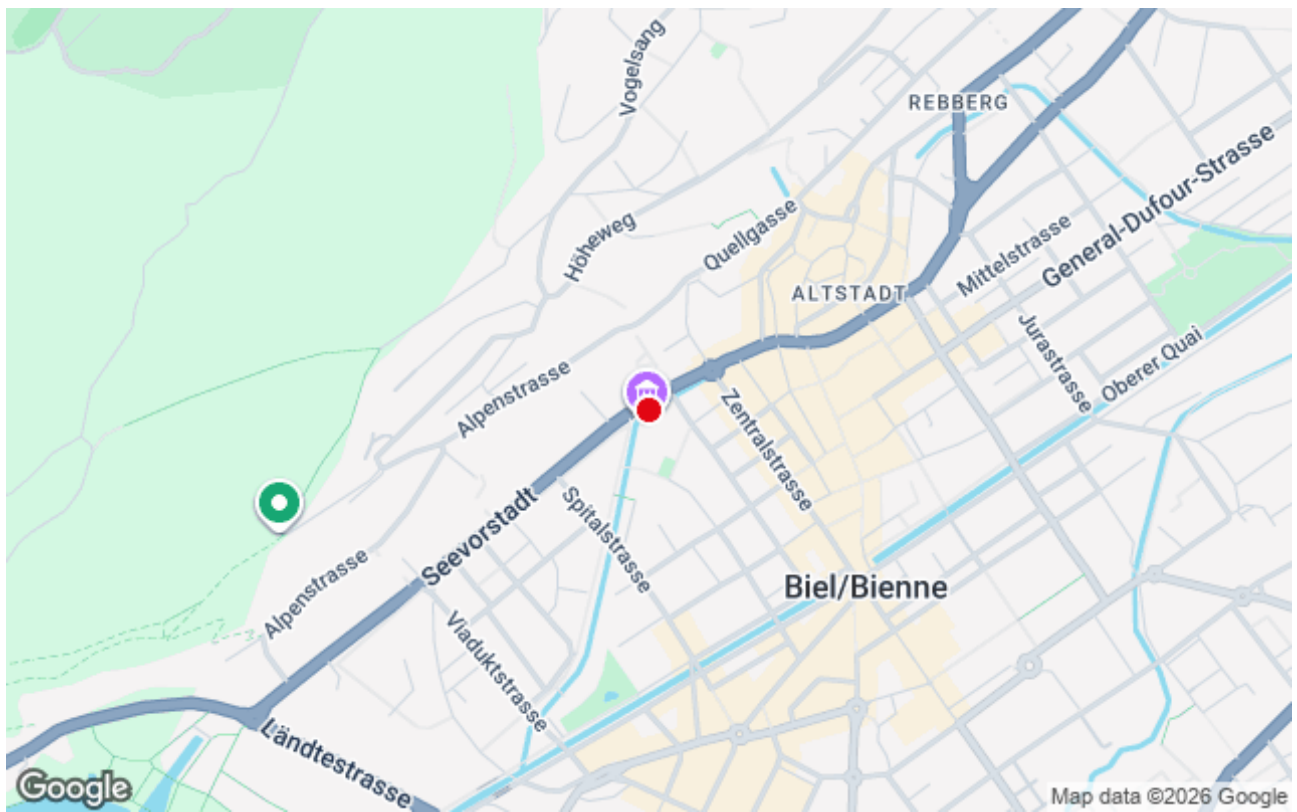 Vogelsang
REBBERG
General-Dufour-Strasse
Höheweg
Quellgasse
Mittelstrasse
ALTSTADT
Jurastrasse
Oberer Quai
Alpenstrasse
Zentralstrasse
Seevorstadt
Spitalstrasse
Alpenstrasse
Biel/Bienne
Viaduktstrasse
Ländtestrasse
Google
Map data ©2026 Google